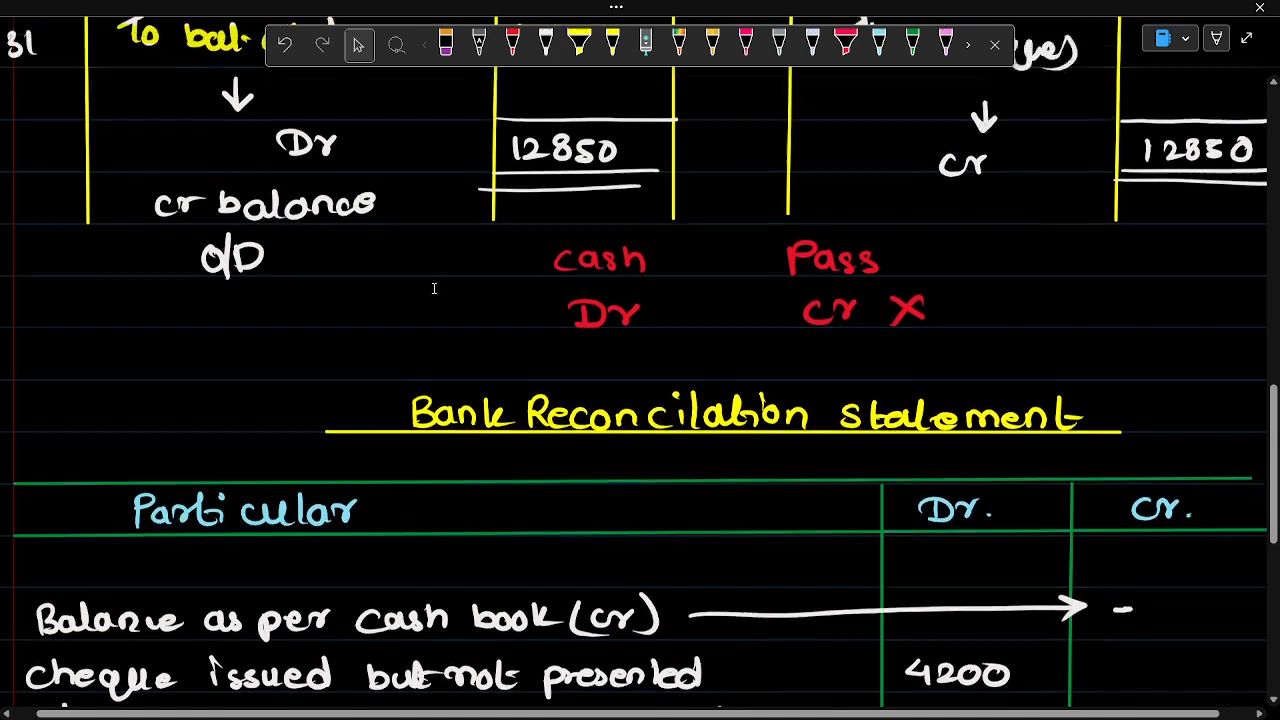 31 To bal
Dr 12850 Cr 12850
cr balance
O/D
cash Pass
Dr Cr X
Bank Reconcilation statement
Particular Dr. Cr.
Balance as per cash book (cr) -
cheque issued but not presented 4200